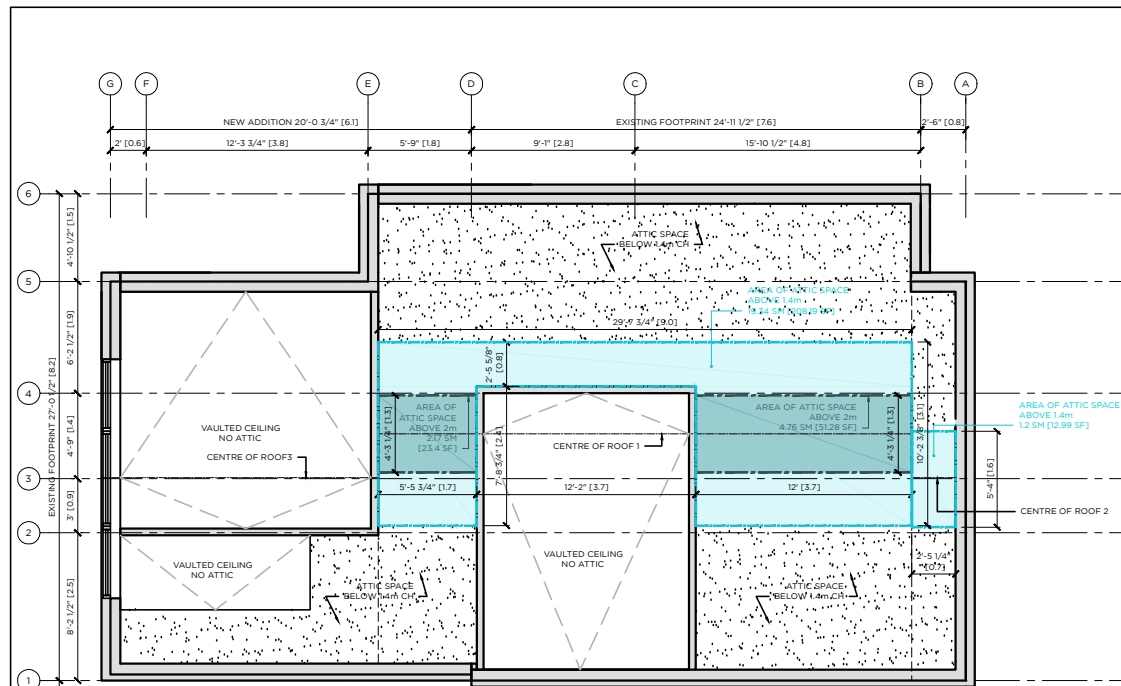 G
F
E
D
C
B
A
NEW ADDITION 20'-0 3/4" [6.1]
EXISTING FOOTPRINT 24'-11 1/2" [7.6]
2'-6" [0.8]
2' [0.6]
12'-3 3/4" [3.8]
5'-9" [1.8]
9'-1" [2.8]
15'-10 1/2" [4.8]
6
5
4
3
2
1
EXISTING FOOTPRINT 27'-0 1/2" [8.2]
4'-10 1/2" [1.5]
6'-2 1/2" [1.9]
4'-9" [1.4]
3' [0.9]
8'-2 1/2" [2.5]
ATTIC SPACE
BELOW 1.4m CH
AREA OF ATTIC SPACE
ABOVE 1.4m
29'-7 3/4" [9.0]
2'-5 5/8"
[0.8]
AREA OF
ATTIC SPACE
ABOVE 2m
2.17 SM
[23.4 SF]
4'-3 1/4" [1.3]
7'-8 3/4" [2.4]
AREA OF ATTIC SPACE
ABOVE 2m
4.76 SM [51.28 SF]
4'-3 1/4" [1.3]
10'-2 3/8" [3.1]
AREA OF ATTIC SPACE
ABOVE 1.4m
1.2 SM [12.99 SF]
VAULTED CEILING
NO ATTIC
CENTRE OF ROOF3
CENTRE OF ROOF 1
5'-4" [1.6]
5'-5 3/4" [1.7]
12'-2" [3.7]
12' [3.7]
CENTRE OF ROOF 2
VAULTED CEILING
NO ATTIC
VAULTED CEILING
NO ATTIC
2'-5 1/4"
[0.7]
ATTIC SPACE
BELOW 1.4m CH
ATTIC SPACE
BELOW 1.4m CH